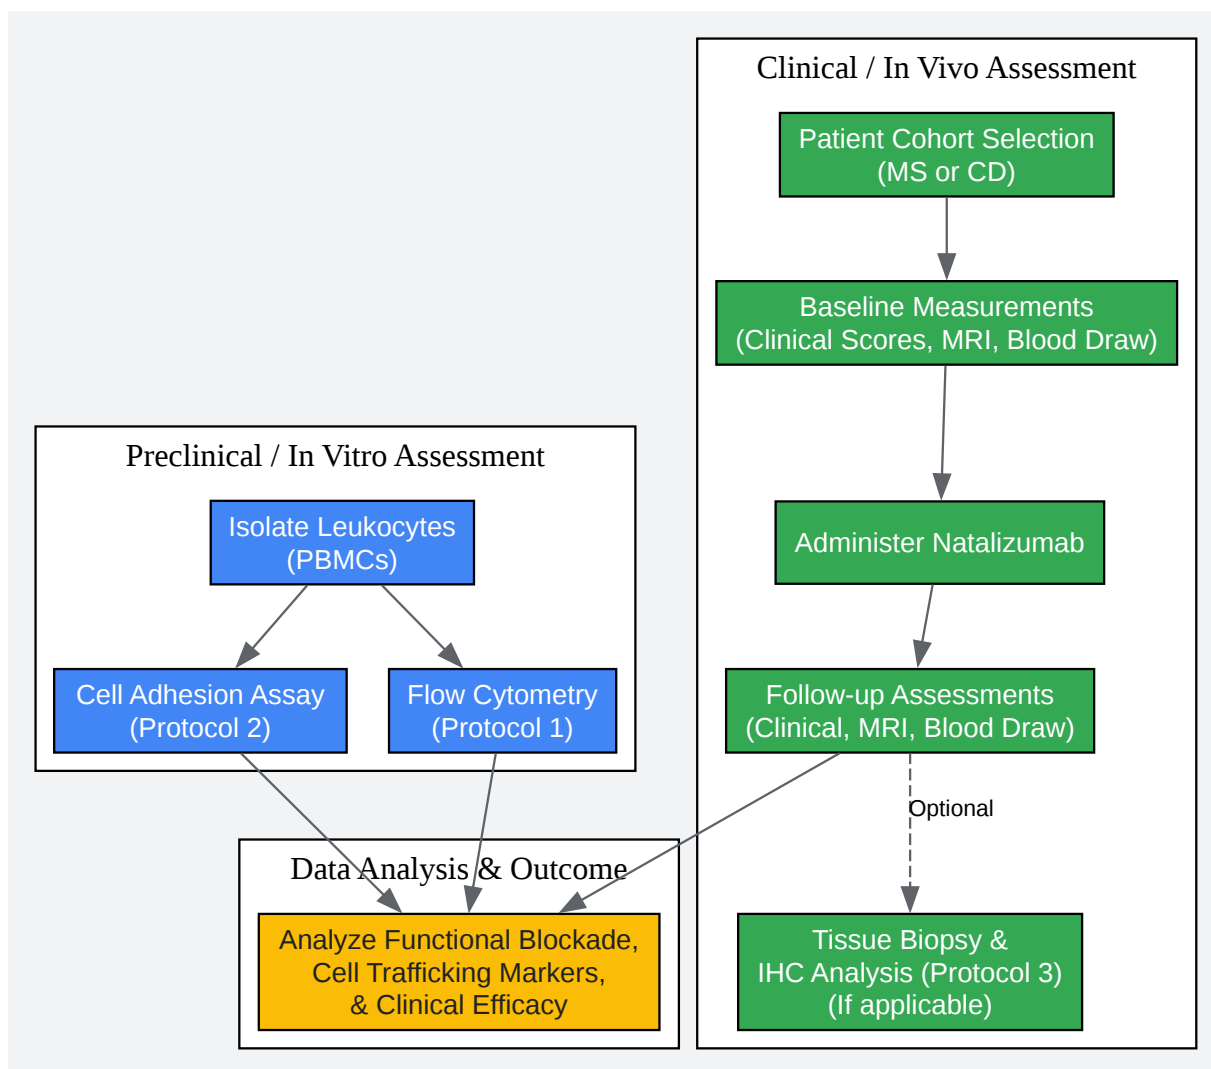 Clinical / In Vivo Assessment
Patient Cohort Selection
(MS or CD)
Baseline Measurements
(Clinical Scores, MRI, Blood Draw)
Administer Natalizumab
Follow-up Assessments
(Clinical, MRI, Blood Draw)
Optional
Tissue Biopsy &
IHC Analysis (Protocol 3)
(If applicable)
Preclinical / In Vitro Assessment
Isolate Leukocytes
(PBMCs)
Cell Adhesion Assay
(Protocol 2)
Flow Cytometry
(Protocol 1)
Data Analysis & Outcome
Analyze Functional Blockade,
Cell Trafficking Markers,
& Clinical Efficacy